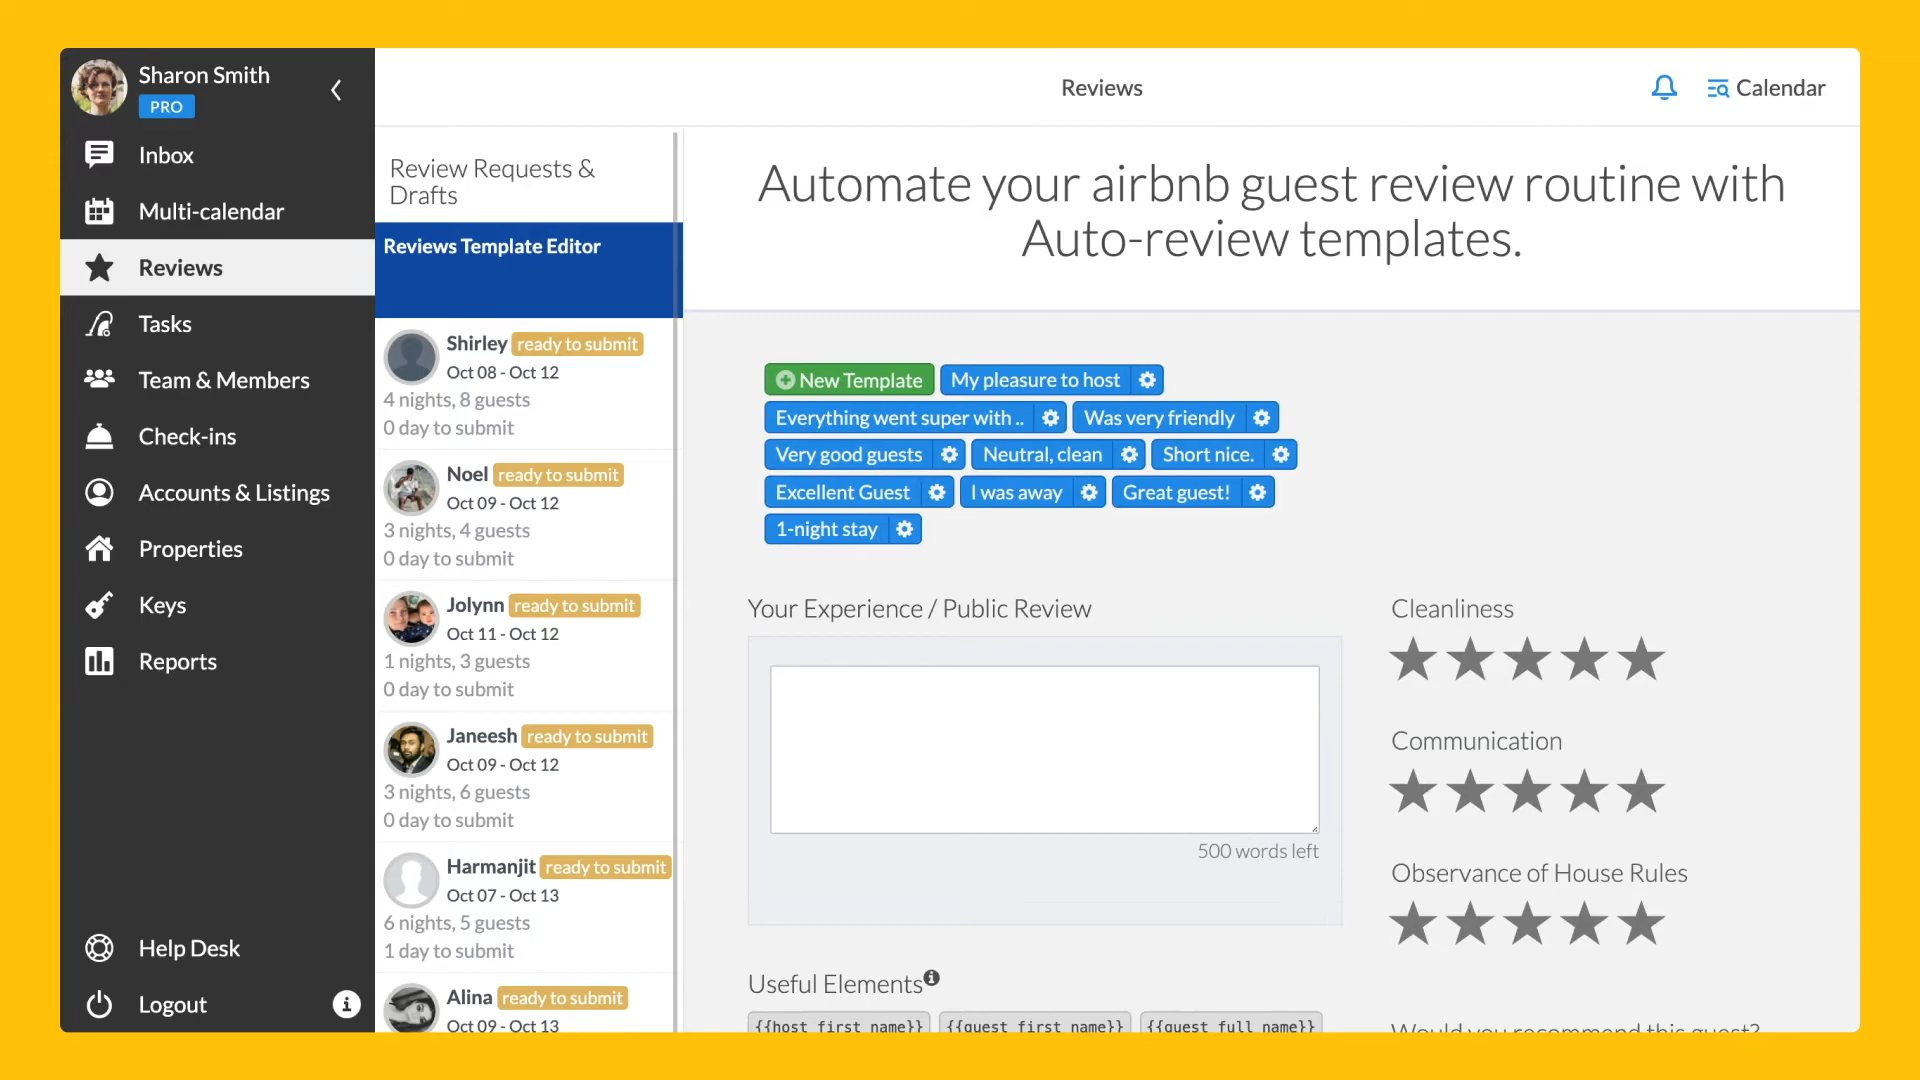 Sharon Smith
PRO
Inbox
Multi-calendar
Reviews
Tasks
Team & Members
Check-ins
Accounts & Listings
Properties
Keys
Reports
Help Desk
Logout
Reviews
Calendar
Review Requests &
Drafts
Reviews Template Editor
Shirley ready to submit
Oct 08 - Oct 12
4 nights, 8 guests
0 day to submit
Noel ready to submit
Oct 09 - Oct 12
3 nights, 4 guests
0 day to submit
Jolynn ready to submit
Oct 11 - Oct 12
1 nights, 3 guests
0 day to submit
Janeesh ready to submit
Oct 09 - Oct 12
3 nights, 6 guests
0 day to submit
Harmanjit ready to submit
Oct 07 - Oct 13
6 nights, 5 guests
1 day to submit
Alina ready to submit
Oct 09 - Oct 13
Automate your airbnb guest review routine with
Auto-review templates.
New Template My pleasure to host
Everything went super with .. Was very friendly
Very good guests Neutral, clean Short nice.
Excellent Guest I was away Great guest!
1-night stay
Your Experience / Public Review
500 words left
Useful Elements
{{host_first_name}} {{guest_first_name}} {{guest_full_name}}
Cleanliness
Communication
Observance of House Rules
Would you recommend this guest?